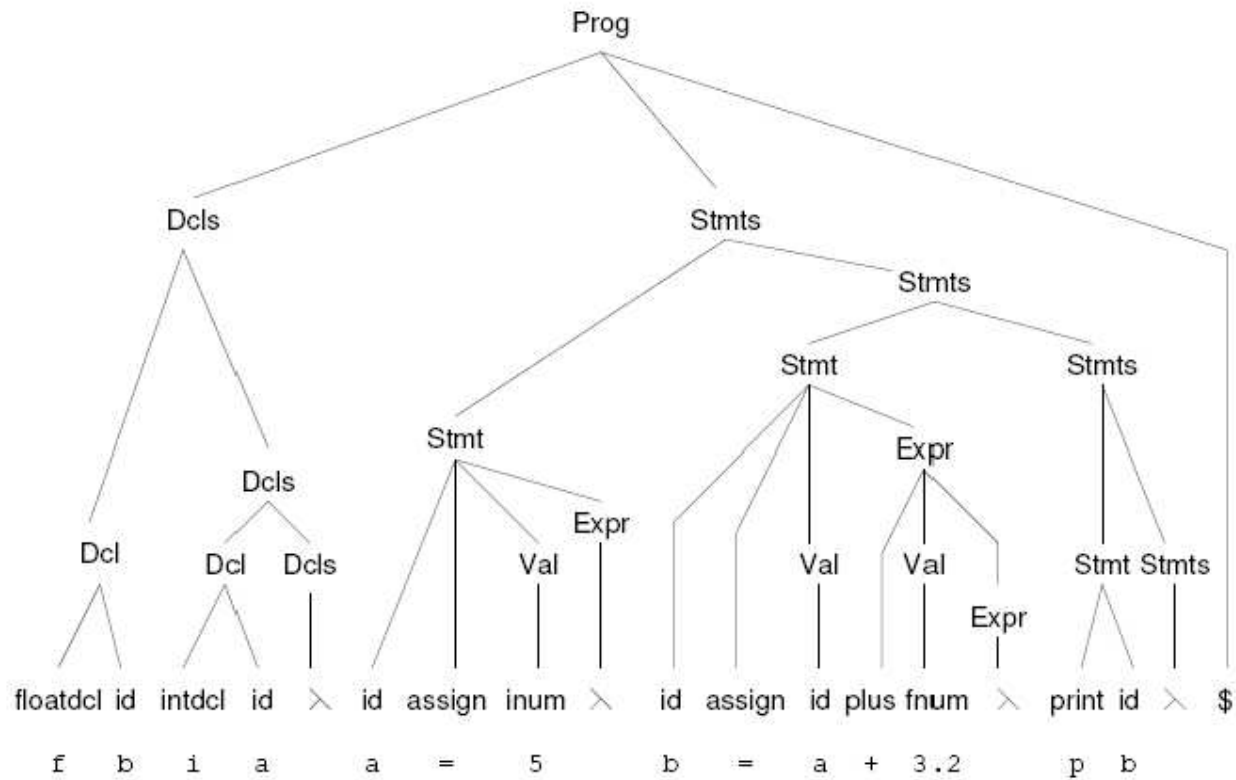 Prog
Dcls Stmts
Stmts
Stmt Stmts
Stmt Expr
Dcls
Expr
Dcl Dcl Dcls Val Val Val Stmt Stmts
Expr
floatdcl id intdcl id λ id assign inum λ id assign id plus fnum λ print id λ $
f b i a a = 5 b = a + 3.2 p b